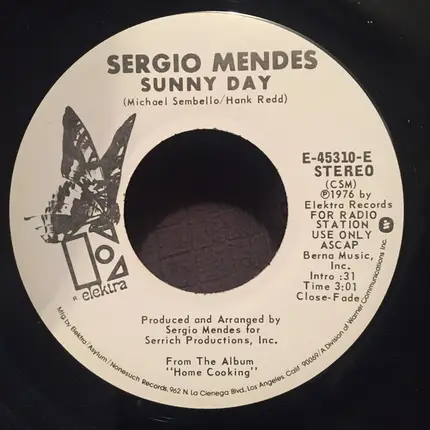 SERGIO MENDES
SUNNY DAY
(Michael Sembello/Hank Redd)
E-45310-E
STEREO
(CSM)
Ⓟ1976 by
Elektra Records
FOR RADIO
STATION
USE ONLY
ASCAP
Berna Music,
Inc.
Intro :31
Time 3:01
Close-Fade
® elektra
Produced and Arranged by
Sergio Mendes for
Serrich Productions, Inc.
From The Album
"Home Cooking"
Mfg by Elektra/Asylum/Nonesuch Records, 962 N. La Cienega Blvd., Los Angeles, Calif. 90069/A Division of Warner Communications Inc.